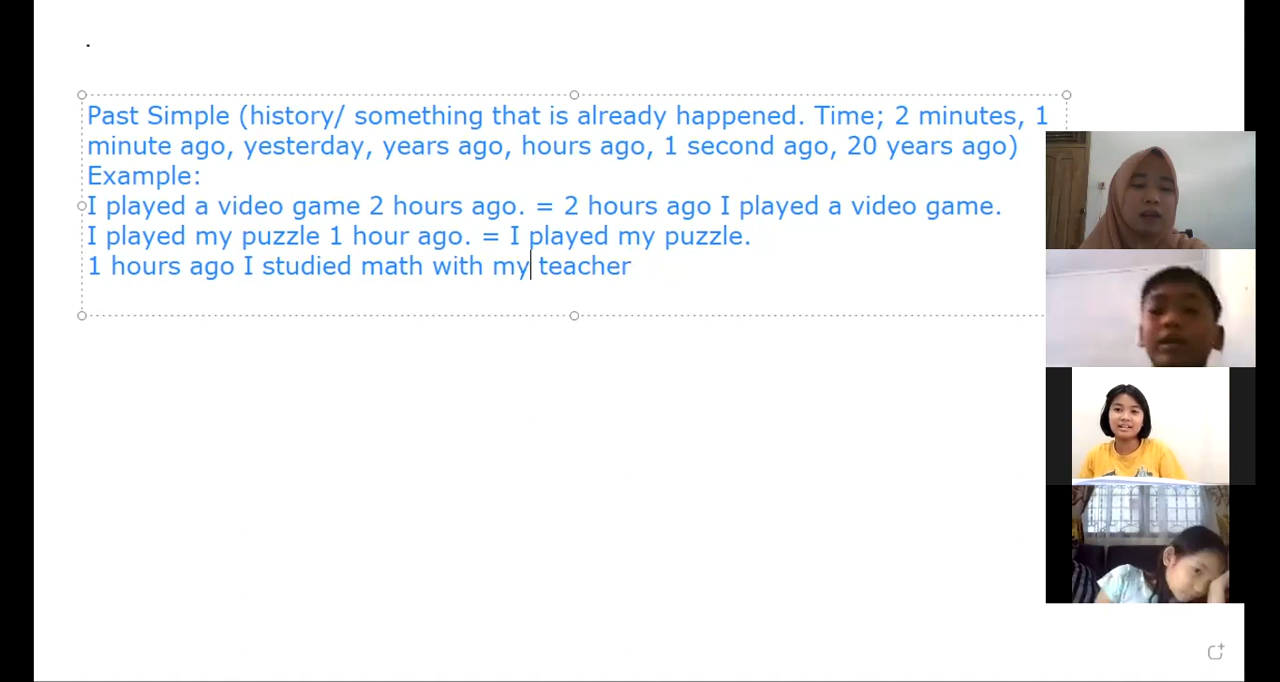 Past Simple (history/ something that is already happened. Time; 2 minutes, 1
minute ago, yesterday, years ago, hours ago, 1 second ago, 20 years ago)
Example:
I played a video game 2 hours ago. = 2 hours ago I played a video game.
I played my puzzle 1 hour ago. = I played my puzzle.
1 hours ago I studied math with my teacher